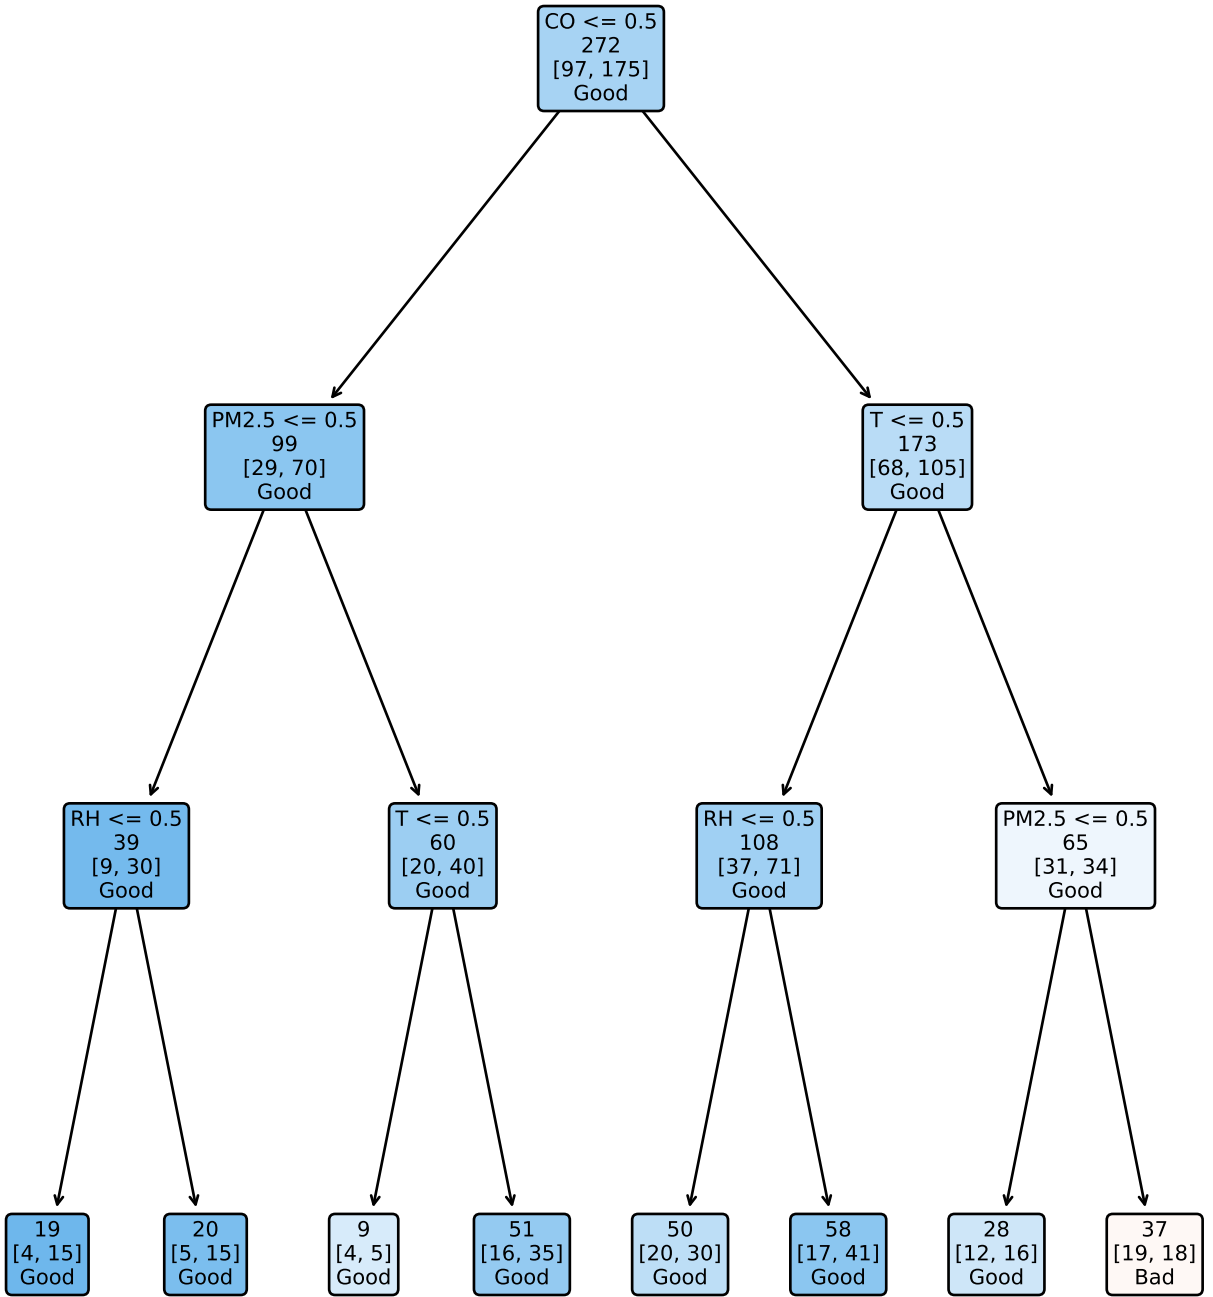 CO <= 0.5
272
[97, 175]
Good
PM2.5 <= 0.5
99
[29, 70]
Good
T <= 0.5
173
[68, 105]
Good
RH <= 0.5
39
[9, 30]
Good
T <= 0.5
60
[20, 40]
Good
RH <= 0.5
108
[37, 71]
Good
PM2.5 <= 0.5
65
[31, 34]
Good
19
[4, 15]
Good
20
[5, 15]
Good
9
[4, 5]
Good
51
[16, 35]
Good
50
[20, 30]
Good
58
[17, 41]
Good
28
[12, 16]
Good
37
[19, 18]
Bad